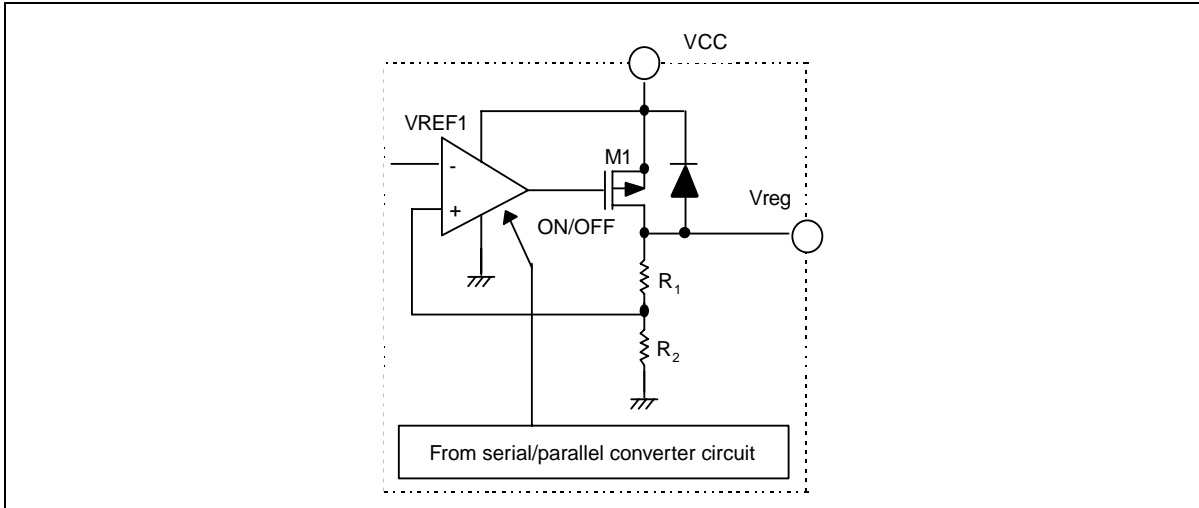 VCC
VREF1
-
+
M1
Vreg
ON/OFF
R1
R2
From serial/parallel converter circuit